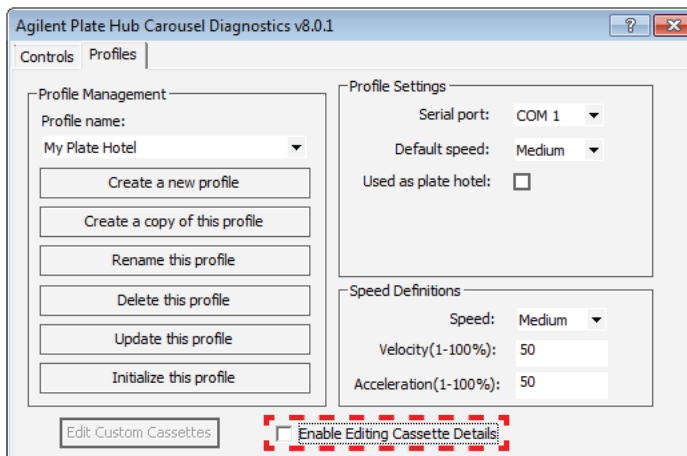 Agilent Plate Hub Carousel Diagnostics v8.0.1
Controls
Profiles
Profile Management
Profile name:
My Plate Hotel
Create a new profile
Create a copy of this profile
Rename this profile
Delete this profile
Update this profile
Initialize this profile
Profile Settings
Serial port: COM 1
Default speed: Medium
Used as plate hotel:
Speed Definitions
Speed: Medium
Velocity(1-100%): 50
Acceleration(1-100%): 50
Edit Custom Cassettes
Enable Editing Cassette Details